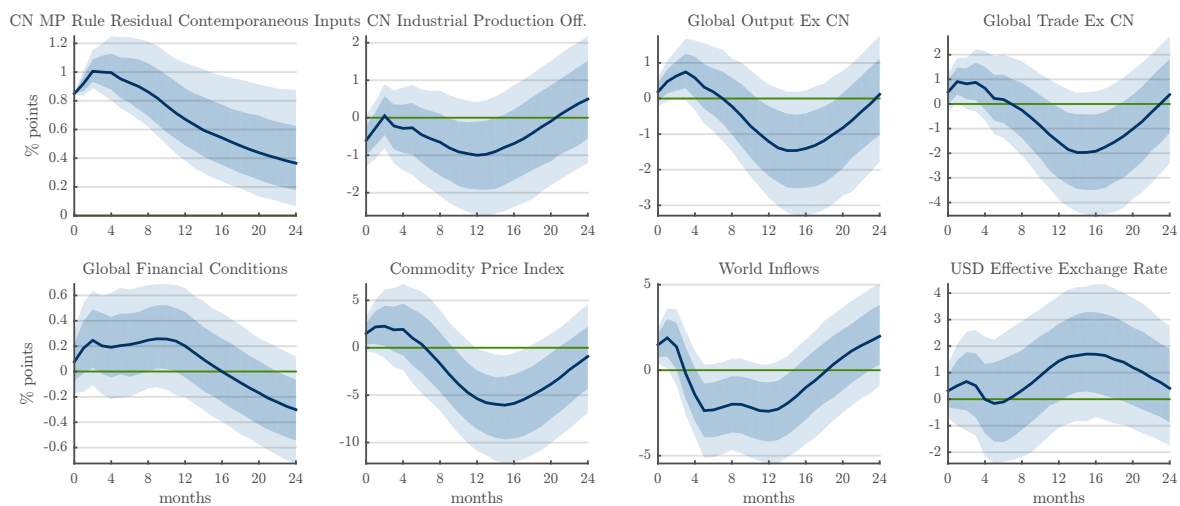 CN MP Rule Residual Contemporaneous Inputs
% points
1.2
1
0.8
0.6
0.4
0.2
0
0 4 8 12 16 20 24
CN Industrial Production Off.
2
1
0
-1
-2
0 4 8 12 16 20 24
Global Output Ex CN
1
0
-1
-2
-3
0 4 8 12 16 20 24
Global Trade Ex CN
2
1
0
-1
-2
-3
-4
0 4 8 12 16 20 24
Global Financial Conditions
% points
0.6
0.4
0.2
0
-0.2
-0.4
-0.6
0 4 8 12 16 20 24
months
Commodity Price Index
5
0
-5
-10
0 4 8 12 16 20 24
months
World Inflows
5
0
-5
0 4 8 12 16 20 24
months
USD Effective Exchange Rate
4
3
2
1
0
-1
-2
0 4 8 12 16 20 24
months